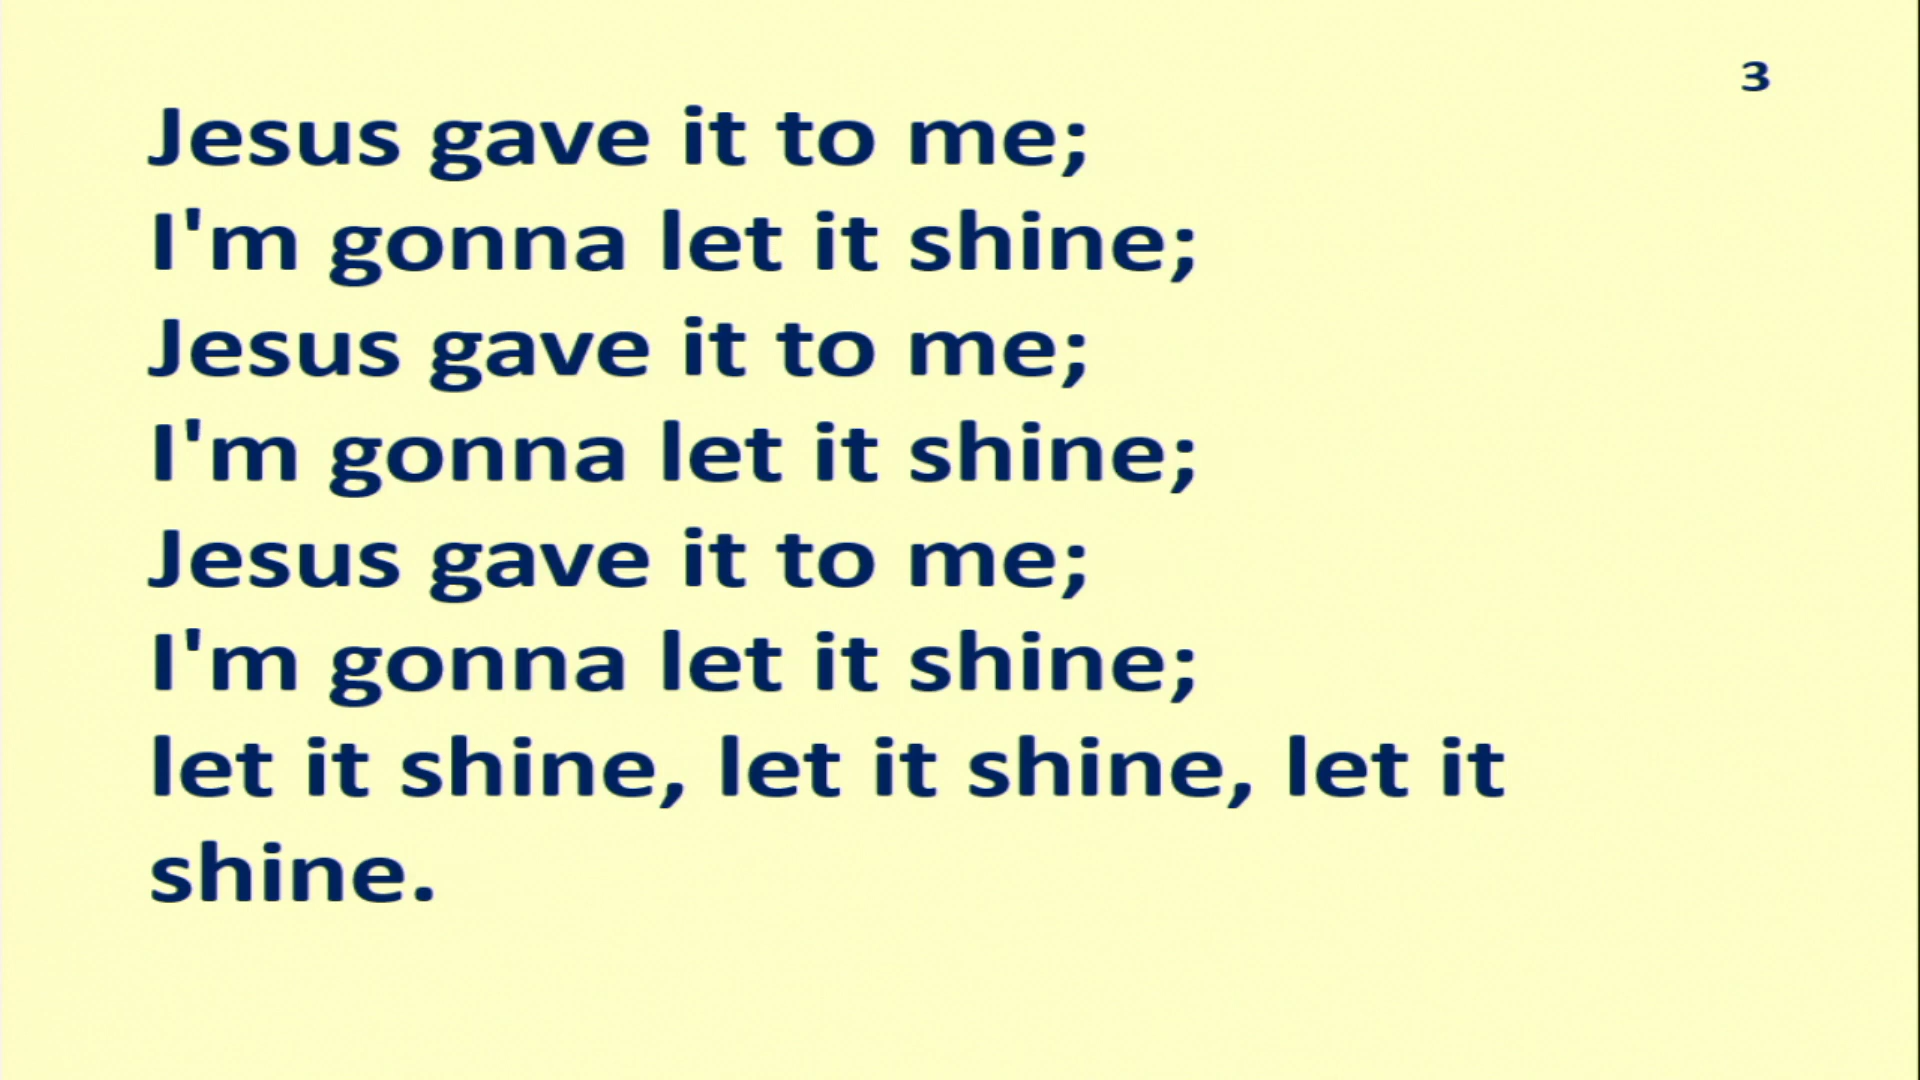 3
Jesus gave it to me;
I'm gonna let it shine;
Jesus gave it to me;
I'm gonna let it shine;
Jesus gave it to me;
I'm gonna let it shine;
let it shine, let it shine, let it
shine.